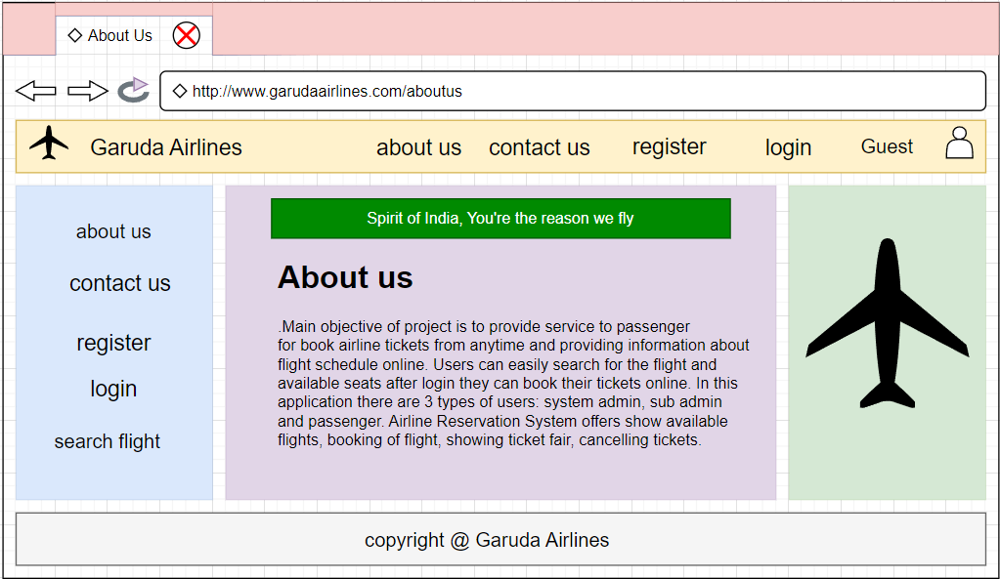 About Us
http://www.garudaairlines.com/aboutus
Garuda Airlines about us contact us register login Guest
about us
contact us
register
login
search flight
Spirit of India, You're the reason we fly
About us
.Main objective of project is to provide service to passenger
for book airline tickets from anytime and providing information about
flight schedule online. Users can easily search for the flight and
available seats after login they can book their tickets online. In this
application there are 3 types of users: system admin, sub admin
and passenger. Airline Reservation System offers show available
flights, booking of flight, showing ticket fair, cancelling tickets.
copyright @ Garuda Airlines